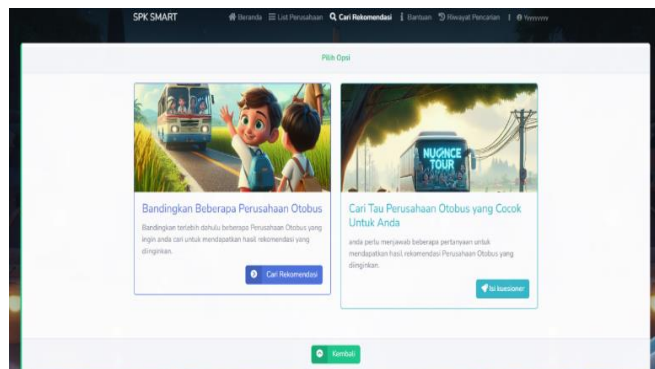 SPK SMART Beranda List Perusahaan Cari Rekomendasi Bantuan Riwayat Pencarian
Pilih Opsi
NUONCE
TOUR
Bandingkan Beberapa Perusahaan Otobus
Bandingkan terlebih dahulu beberapa Perusahaan Otobus yang
ingin anda cari untuk mendapatkan hasil rekomendasi yang
diinginkan.
Cari Rekomendasi
Cari Tau Perusahaan Otobus yang Cocok
Untuk Anda
anda perlu menjawab beberapa pertanyaan untuk
mendapatkan hasil rekomendasi Perusahaan Otobus yang
diinginkan.
Isi kuesioner
Kembali